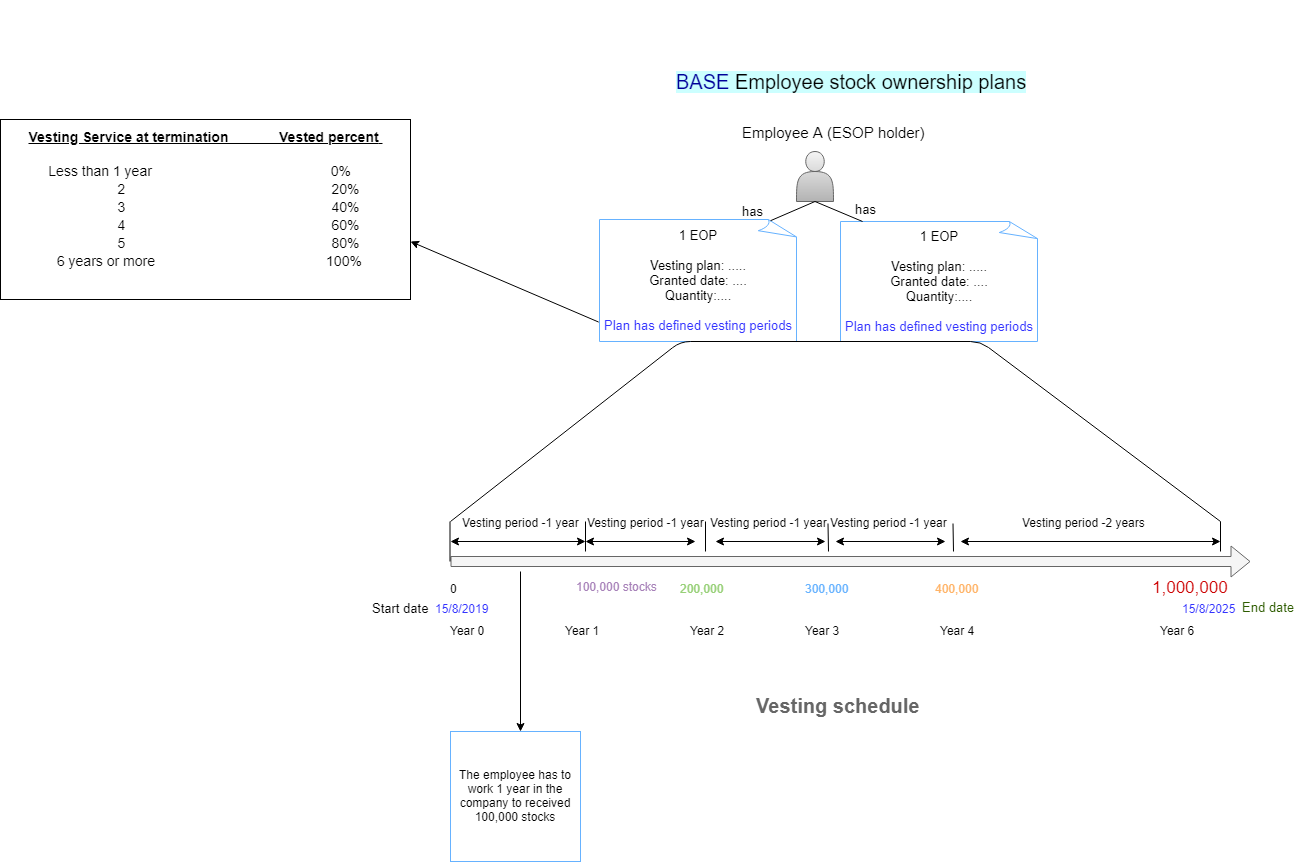 BASE Employee stock ownership plans
Employee A (ESOP holder)
Vesting Service at termination Vested percent
Less than 1 year 0%
2 20%
3 40%
4 60%
5 80%
6 years or more 100%
has
has
1 EOP
Vesting plan: .....
Granted date: ....
Quantity:....
Plan has defined vesting periods
1 EOP
Vesting plan: .....
Granted date: ....
Quantity:....
Plan has defined vesting periods
Vesting period -1 year
Vesting period -1 year
Vesting period -1 year
Vesting period -1 year
Vesting period -2 years
0
100,000 stocks
200,000
300,000
400,000
1,000,000
Start date 15/8/2019
15/8/2025 End date
Year 0
Year 1
Year 2
Year 3
Year 4
Year 6
Vesting schedule
The employee has to
work 1 year in the
company to received
100,000 stocks